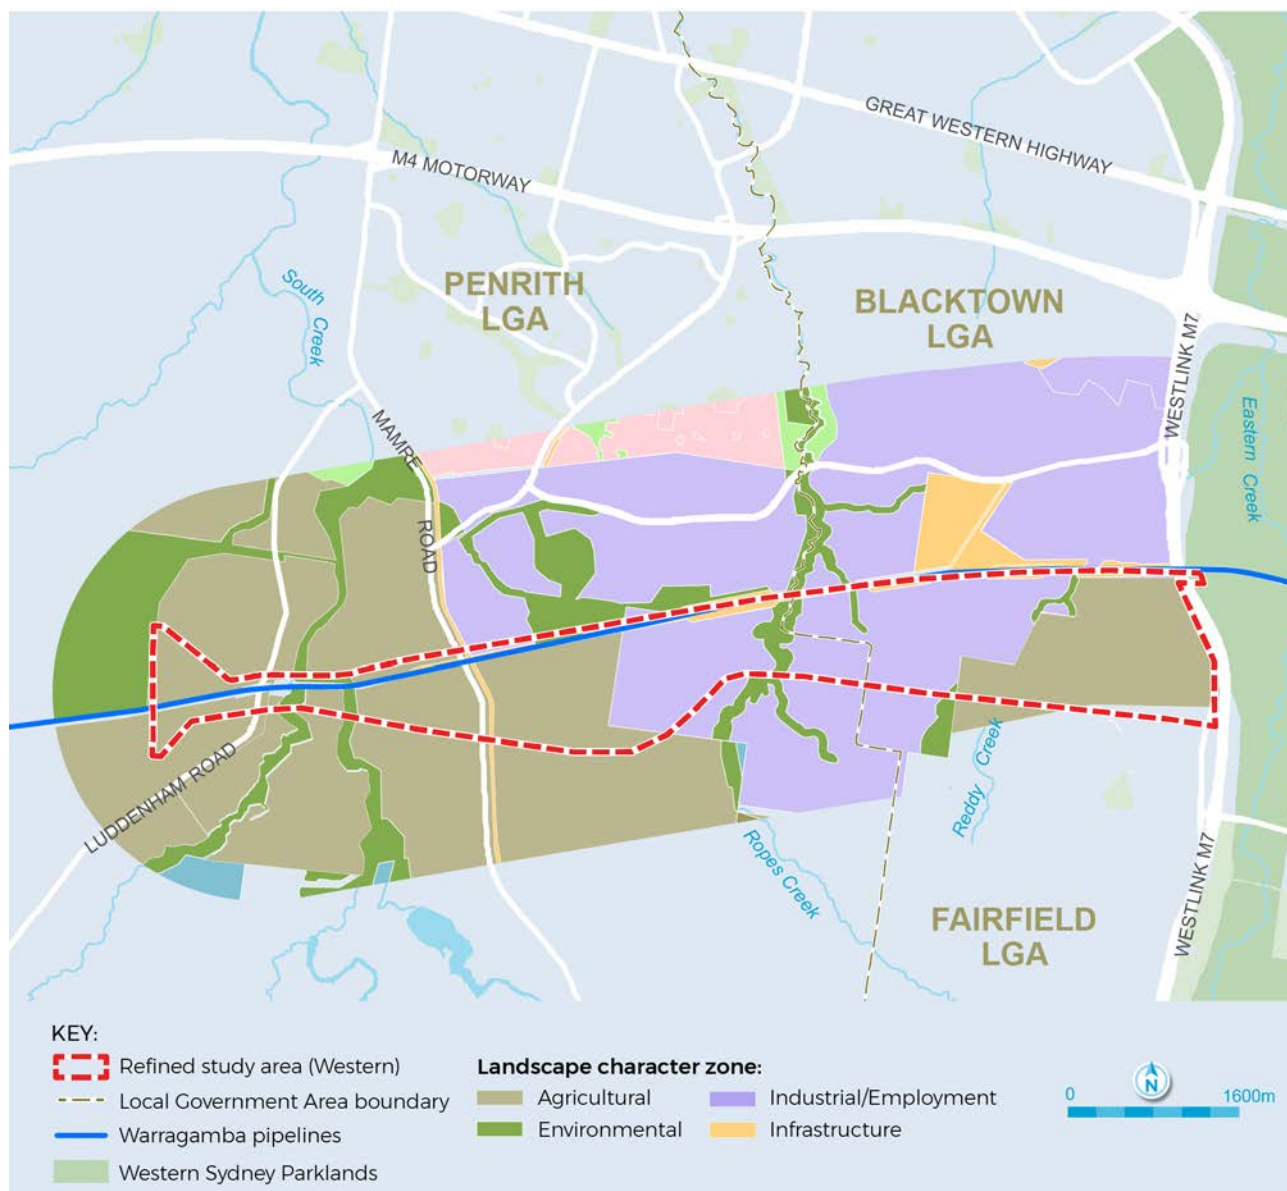 GREAT WESTERN HIGHWAY
M4 MOTORWAY
South
Creek
PENRITH
LGA
BLACKTOWN
LGA
WESTLINK M7
Eastern Creek
MAMRE
ROAD
LUDDENHAM ROAD
Reddy Creek
Ropes Creek
FAIRFIELD
LGA
WESTLINK M7
KEY:
Refined study area (Western)
Local Government Area boundary
Warragamba pipelines
Western Sydney Parklands
Landscape character zone:
Agricultural
Environmental
Industrial/Employment
Infrastructure
N
0 1600m